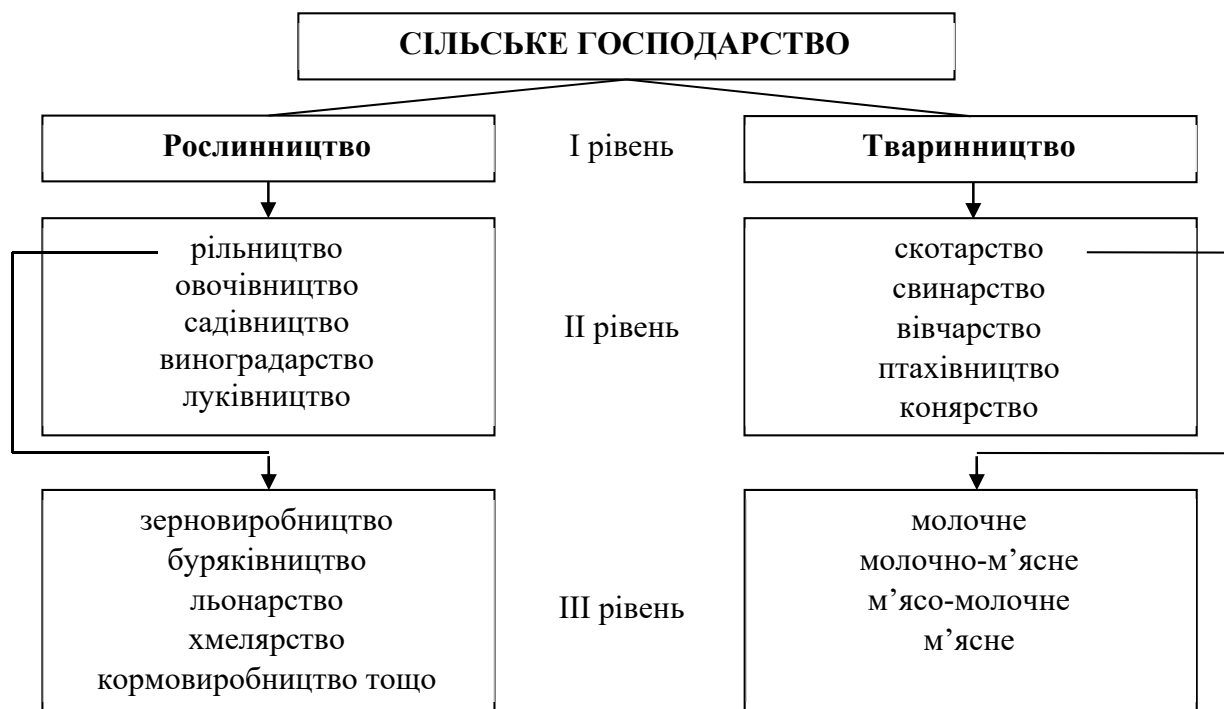 СІЛЬСЬКЕ ГОСПОДАРСТВО
Рослинництво
І рівень
Тваринництво
рільництво
овочівництво
садівництво
виноградарство
луківництво
ІІ рівень
скотарство
свинарство
вівчарство
птахівництво
конярство
зерновиробництво
буряківництво
льонарство
хмелярство
кормовиробництво тощо
ІІІ рівень
молочне
молочно-м’ясне
м’ясо-молочне
м’ясне